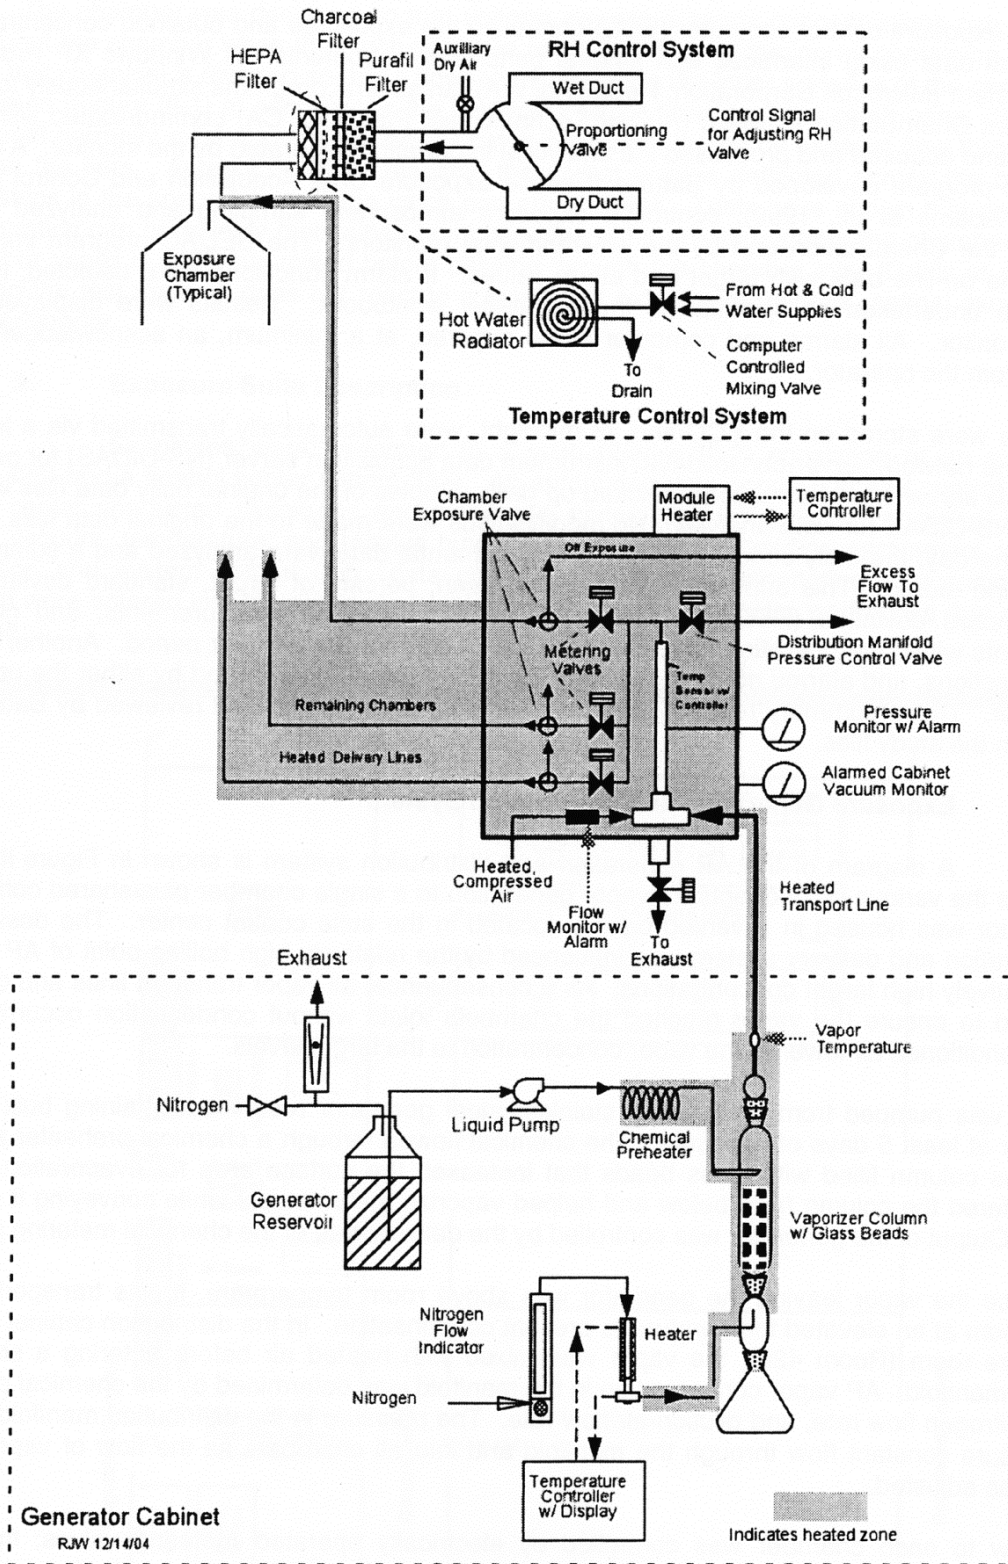 Charcoal
Filter
HEPA
Filter
Purafil
Filter
Auxilliary
Dry Air
RH Control System
Wet Duct
Proportioning
Valve
Control Signal
for Adjusting RH
Valve
Dry Duct
Exposure
Chamber
(Typical)
Hot Water
Radiator
From Hot & Cold
Water Supplies
To
Drain
Computer
Controlled
Mixing Valve
Temperature Control System
Chamber
Exposure Valve
Module
Heater
Temperature
Controller
Off Exposure
Excess
Flow To
Exhaust
Metering
Valves
Distribution Manifold
Pressure Control Valve
Temp
Sensor w/
Controller
Remaining Chambers
Pressure
Monitor w/ Alarm
Heated Delivery Lines
Alarmed Cabinet
Vacuum Monitor
Heated,
Compressed
Air
Flow
Monitor w/
Alarm
To
Exhaust
Heated
Transport Line
Exhaust
Vapor
Temperature
Nitrogen
Liquid Pump
Chemical
Preheater
Generator
Reservoir
Vaporizer Column
w/ Glass Beads
Nitrogen
Flow
Indicator
Heater
Nitrogen
Temperature
Controller
w/ Display
Generator Cabinet
RJW 12/14/04
Indicates heated zone